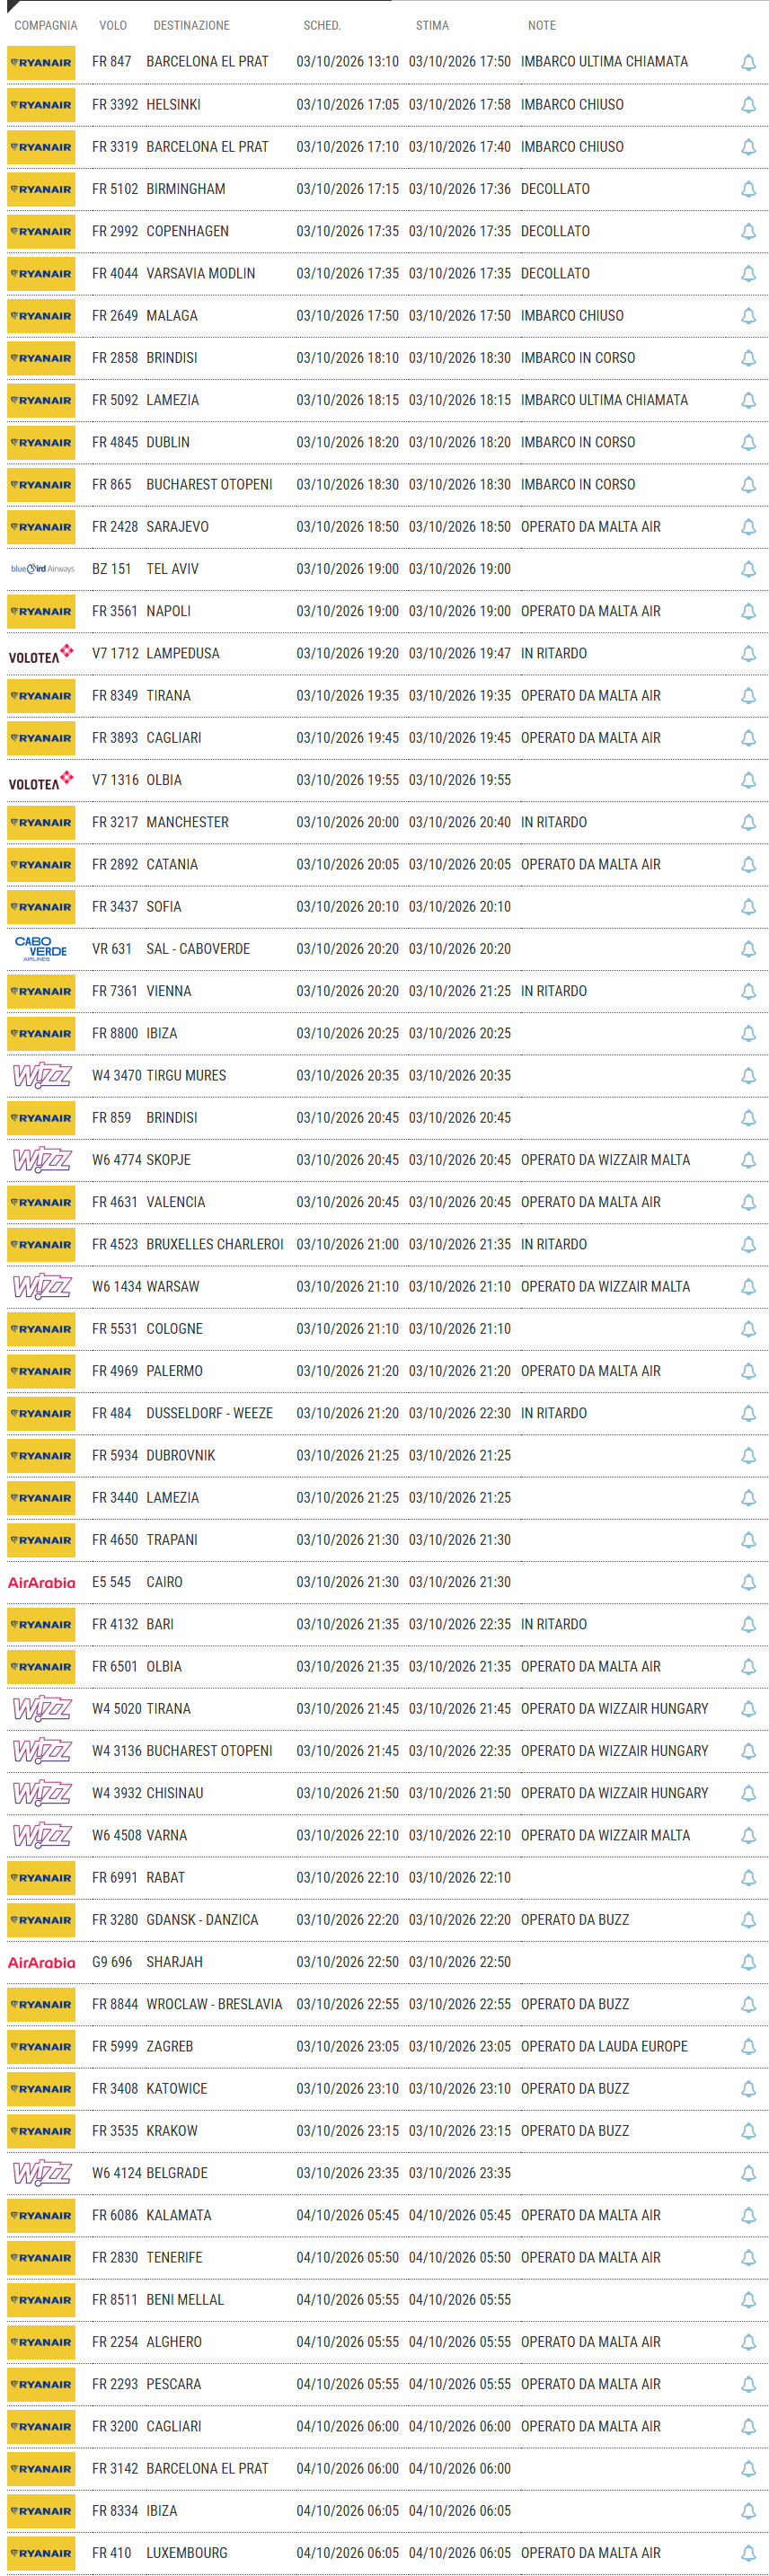 COMPAGNIA VOLO DESTINAZIONE SCHED. STIMA NOTE
RYANAIR FR 847 BARCELONA EL PRAT 03/10/2026 13:10 03/10/2026 17:50 IMBARCO ULTIMA CHIAMATA
RYANAIR FR 3392 HELSINKI 03/10/2026 17:05 03/10/2026 17:58 IMBARCO CHIUSO
RYANAIR FR 3319 BARCELONA EL PRAT 03/10/2026 17:10 03/10/2026 17:40 IMBARCO CHIUSO
RYANAIR FR 5102 BIRMINGHAM 03/10/2026 17:15 03/10/2026 17:36 DECOLLATO
RYANAIR FR 2992 COPENHAGEN 03/10/2026 17:35 03/10/2026 17:35 DECOLLATO
RYANAIR FR 4044 VARSAVIA MODLIN 03/10/2026 17:35 03/10/2026 17:35 DECOLLATO
RYANAIR FR 2649 MALAGA 03/10/2026 17:50 03/10/2026 17:50 IMBARCO CHIUSO
RYANAIR FR 2858 BRINDISI 03/10/2026 18:10 03/10/2026 18:30 IMBARCO IN CORSO
RYANAIR FR 5092 LAMEZIA 03/10/2026 18:15 03/10/2026 18:15 IMBARCO ULTIMA CHIAMATA
RYANAIR FR 4845 DUBLIN 03/10/2026 18:20 03/10/2026 18:20 IMBARCO IN CORSO
RYANAIR FR 865 BUCHAREST OTOPENI 03/10/2026 18:30 03/10/2026 18:30 IMBARCO IN CORSO
RYANAIR FR 2428 SARAJEVO 03/10/2026 18:50 03/10/2026 18:50 OPERATO DA MALTA AIR
blueBird Airways BZ 151 TEL AVIV 03/10/2026 19:00 03/10/2026 19:00
RYANAIR FR 3561 NAPOLI 03/10/2026 19:00 03/10/2026 19:00 OPERATO DA MALTA AIR
VOLOTEA V7 1712 LAMPEDUSA 03/10/2026 19:20 03/10/2026 19:47 IN RITARDO
RYANAIR FR 8349 TIRANA 03/10/2026 19:35 03/10/2026 19:35 OPERATO DA MALTA AIR
RYANAIR FR 3893 CAGLIARI 03/10/2026 19:45 03/10/2026 19:45 OPERATO DA MALTA AIR
VOLOTEA V7 1316 OLBIA 03/10/2026 19:55 03/10/2026 19:55
RYANAIR FR 3217 MANCHESTER 03/10/2026 20:00 03/10/2026 20:40 IN RITARDO
RYANAIR FR 2892 CATANIA 03/10/2026 20:05 03/10/2026 20:05 OPERATO DA MALTA AIR
RYANAIR FR 3437 SOFIA 03/10/2026 20:10 03/10/2026 20:10
CABO VERDE AIRLINES VR 631 SAL - CABOVERDE 03/10/2026 20:20 03/10/2026 20:20
RYANAIR FR 7361 VIENNA 03/10/2026 20:20 03/10/2026 21:25 IN RITARDO
RYANAIR FR 8800 IBIZA 03/10/2026 20:25 03/10/2026 20:25
WIZZ W4 3470 TIRGU MURES 03/10/2026 20:35 03/10/2026 20:35
RYANAIR FR 859 BRINDISI 03/10/2026 20:45 03/10/2026 20:45
WIZZ W6 4774 SKOPJE 03/10/2026 20:45 03/10/2026 20:45 OPERATO DA WIZZAIR MALTA
RYANAIR FR 4631 VALENCIA 03/10/2026 20:45 03/10/2026 20:45 OPERATO DA MALTA AIR
RYANAIR FR 4523 BRUXELLES CHARLEROI 03/10/2026 21:00 03/10/2026 21:35 IN RITARDO
WIZZ W6 1434 WARSAW 03/10/2026 21:10 03/10/2026 21:10 OPERATO DA WIZZAIR MALTA
RYANAIR FR 5531 COLOGNE 03/10/2026 21:10 03/10/2026 21:10
RYANAIR FR 4969 PALERMO 03/10/2026 21:20 03/10/2026 21:20 OPERATO DA MALTA AIR
RYANAIR FR 484 DUSSELDORF - WEEZE 03/10/2026 21:20 03/10/2026 22:30 IN RITARDO
RYANAIR FR 5934 DUBROVNIK 03/10/2026 21:25 03/10/2026 21:25
RYANAIR FR 3440 LAMEZIA 03/10/2026 21:25 03/10/2026 21:25
RYANAIR FR 4650 TRAPANI 03/10/2026 21:30 03/10/2026 21:30
AirArabia E5 545 CAIRO 03/10/2026 21:30 03/10/2026 21:30
RYANAIR FR 4132 BARI 03/10/2026 21:35 03/10/2026 22:35 IN RITARDO
RYANAIR FR 6501 OLBIA 03/10/2026 21:35 03/10/2026 21:35 OPERATO DA MALTA AIR
WIZZ W4 5020 TIRANA 03/10/2026 21:45 03/10/2026 21:45 OPERATO DA WIZZAIR HUNGARY
WIZZ W4 3136 BUCHAREST OTOPENI 03/10/2026 21:45 03/10/2026 22:35 OPERATO DA WIZZAIR HUNGARY
WIZZ W4 3932 CHISINAU 03/10/2026 21:50 03/10/2026 21:50 OPERATO DA WIZZAIR HUNGARY
WIZZ W6 4508 VARNA 03/10/2026 22:10 03/10/2026 22:10 OPERATO DA WIZZAIR MALTA
RYANAIR FR 6991 RABAT 03/10/2026 22:10 03/10/2026 22:10
RYANAIR FR 3280 GDANSK - DANZICA 03/10/2026 22:20 03/10/2026 22:20 OPERATO DA BUZZ
AirArabia G9 696 SHARJAH 03/10/2026 22:50 03/10/2026 22:50
RYANAIR FR 8844 WROCLAW - BRESLAVIA 03/10/2026 22:55 03/10/2026 22:55 OPERATO DA BUZZ
RYANAIR FR 5999 ZAGREB 03/10/2026 23:05 03/10/2026 23:05 OPERATO DA LAUDA EUROPE
RYANAIR FR 3408 KATOWICE 03/10/2026 23:10 03/10/2026 23:10 OPERATO DA BUZZ
RYANAIR FR 3535 KRAKOW 03/10/2026 23:15 03/10/2026 23:15 OPERATO DA BUZZ
WIZZ W6 4124 BELGRADE 03/10/2026 23:35 03/10/2026 23:35
RYANAIR FR 6086 KALAMATA 04/10/2026 05:45 04/10/2026 05:45 OPERATO DA MALTA AIR
RYANAIR FR 2830 TENERIFE 04/10/2026 05:50 04/10/2026 05:50 OPERATO DA MALTA AIR
RYANAIR FR 8511 BENI MELLAL 04/10/2026 05:55 04/10/2026 05:55
RYANAIR FR 2254 ALGHERO 04/10/2026 05:55 04/10/2026 05:55 OPERATO DA MALTA AIR
RYANAIR FR 2293 PESCARA 04/10/2026 05:55 04/10/2026 05:55 OPERATO DA MALTA AIR
RYANAIR FR 3200 CAGLIARI 04/10/2026 06:00 04/10/2026 06:00 OPERATO DA MALTA AIR
RYANAIR FR 3142 BARCELONA EL PRAT 04/10/2026 06:00 04/10/2026 06:00
RYANAIR FR 8334 IBIZA 04/10/2026 06:05 04/10/2026 06:05
RYANAIR FR 410 LUXEMBOURG 04/10/2026 06:05 04/10/2026 06:05 OPERATO DA MALTA AIR